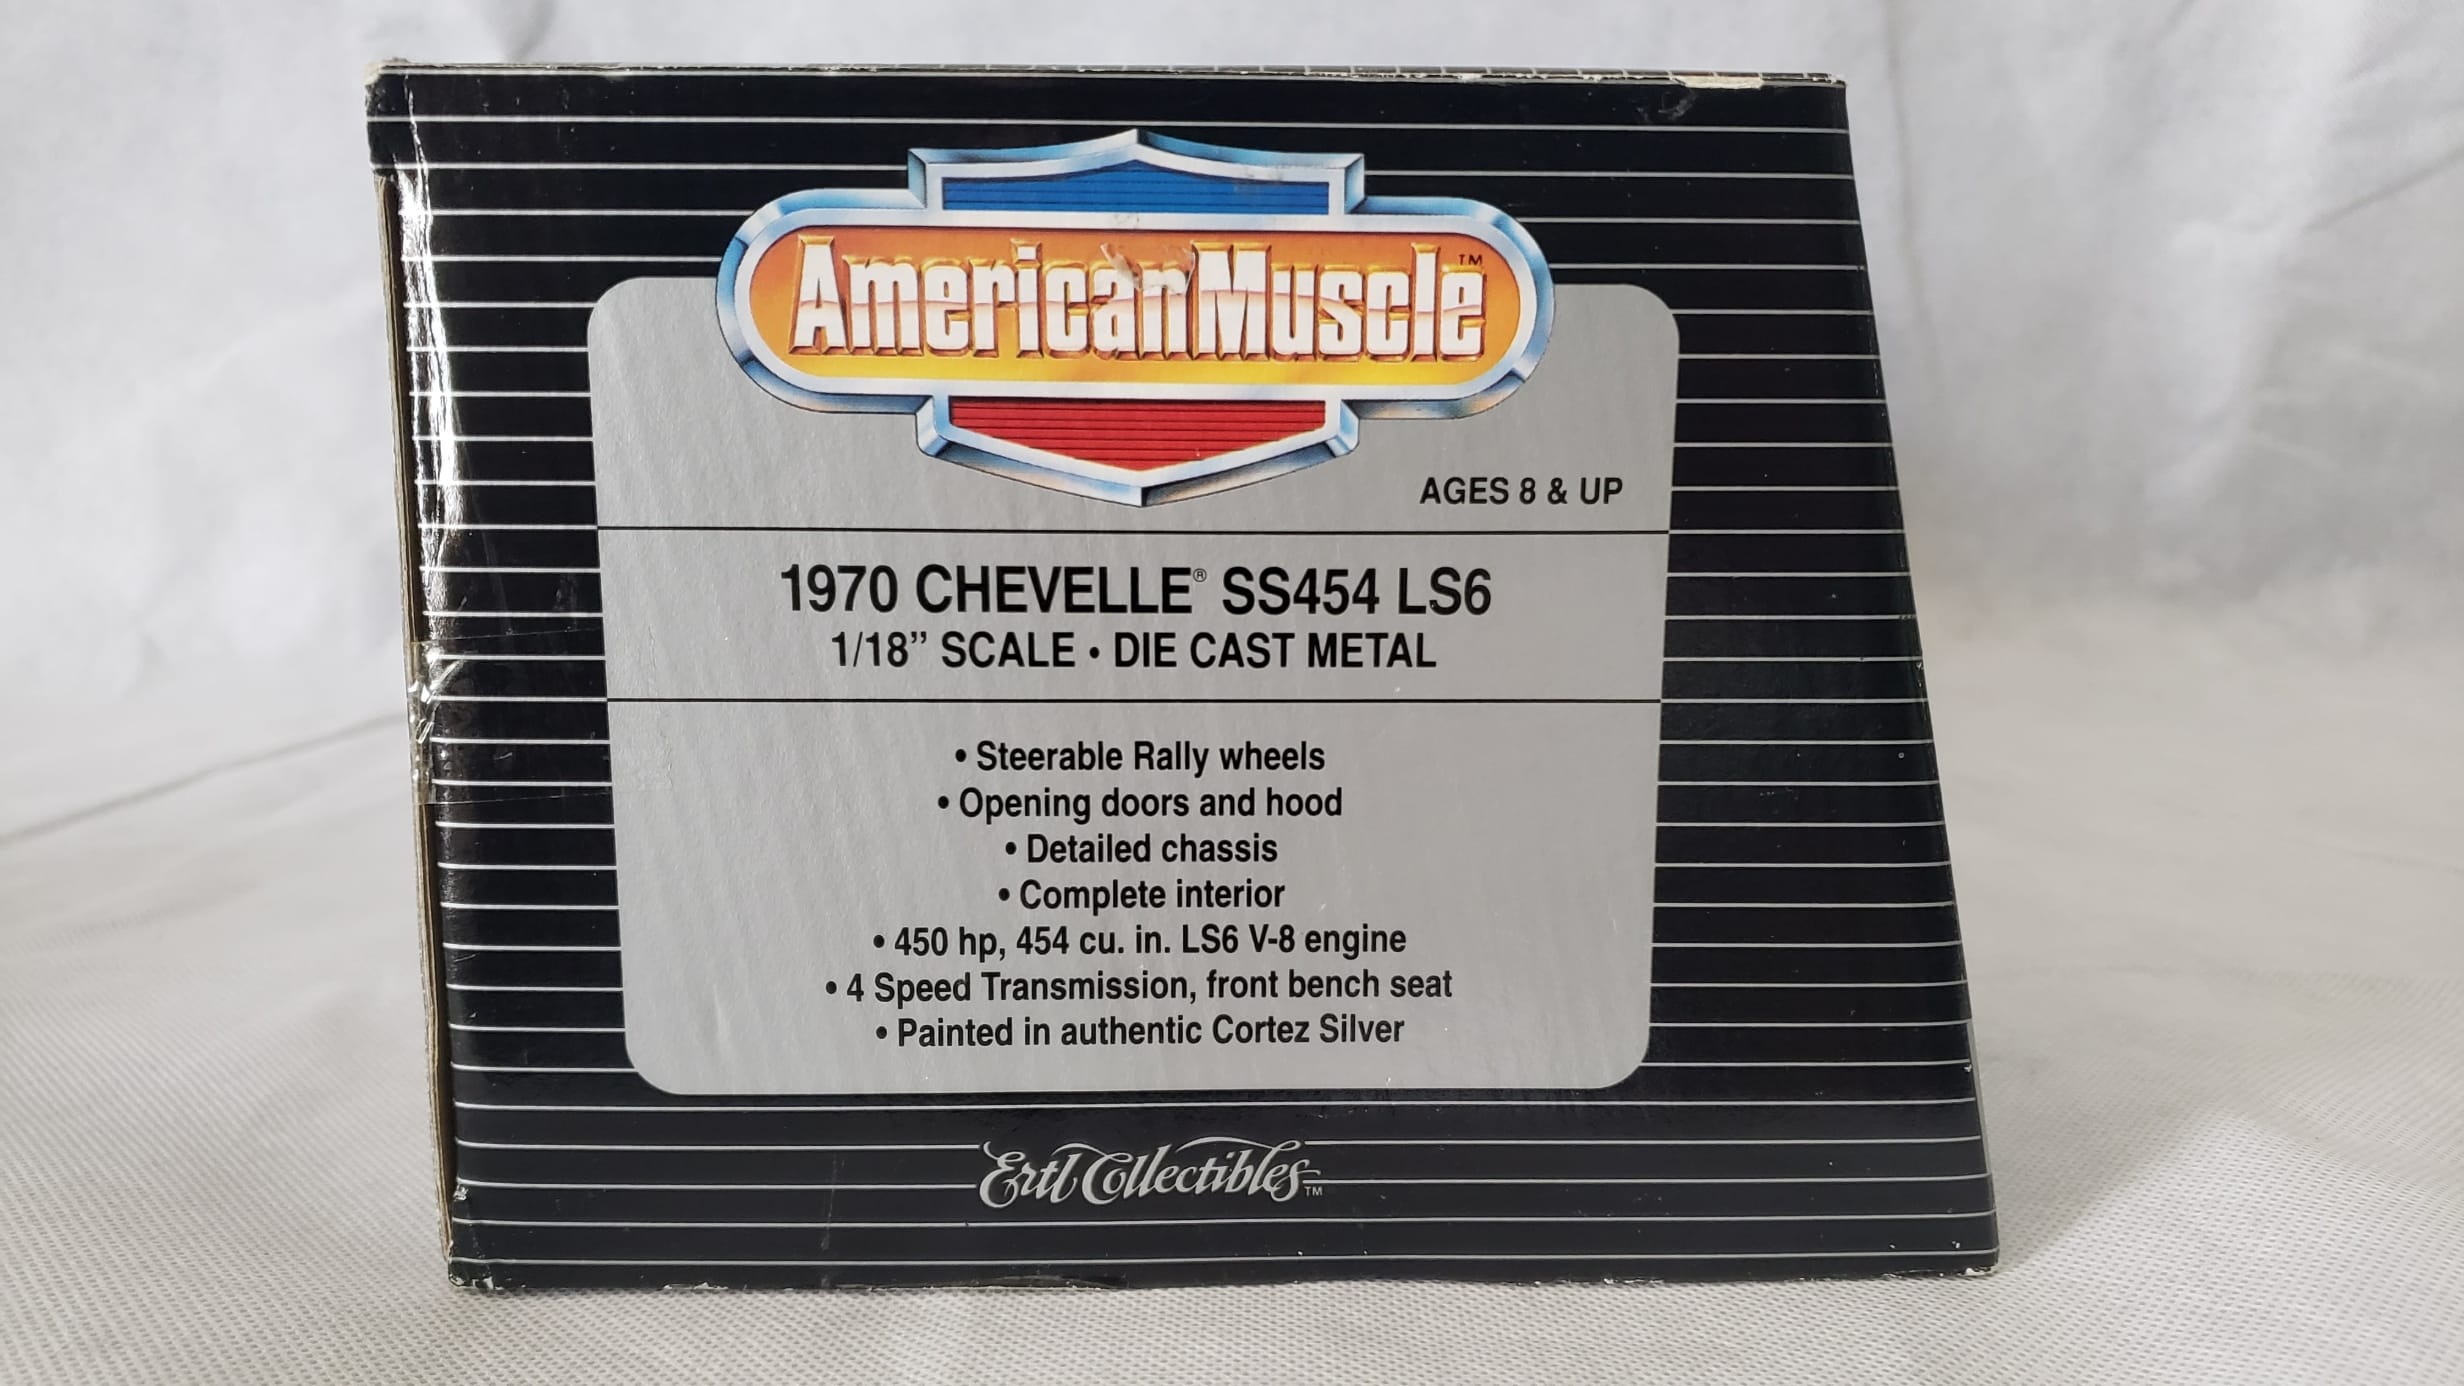 AmericanMuscle™
AGES 8 & UP
1970 CHEVELLE® SS454 LS6
1/18” SCALE • DIE CAST METAL
• Steerable Rally wheels
• Opening doors and hood
• Detailed chassis
• Complete interior
• 450 hp, 454 cu. in. LS6 V-8 engine
• 4 Speed Transmission, front bench seat
• Painted in authentic Cortez Silver
Ertl Collectibles™